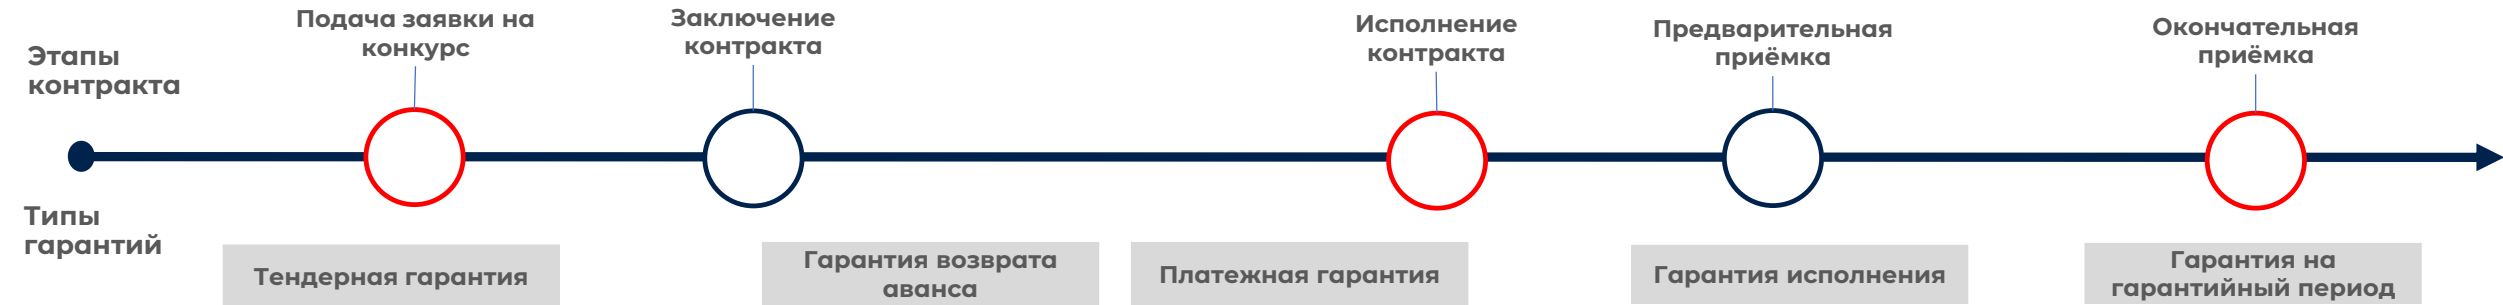 Этапы
контракта
Подача заявки на
конкурс
Заключение
контракта
Исполнение
контракта
Предварительная
приёмка
Окончательная
приёмка
Типы
гарантий
Тендерная гарантия
Гарантия возврата
аванса
Платежная гарантия
Гарантия исполнения
Гарантия на
гарантийный период